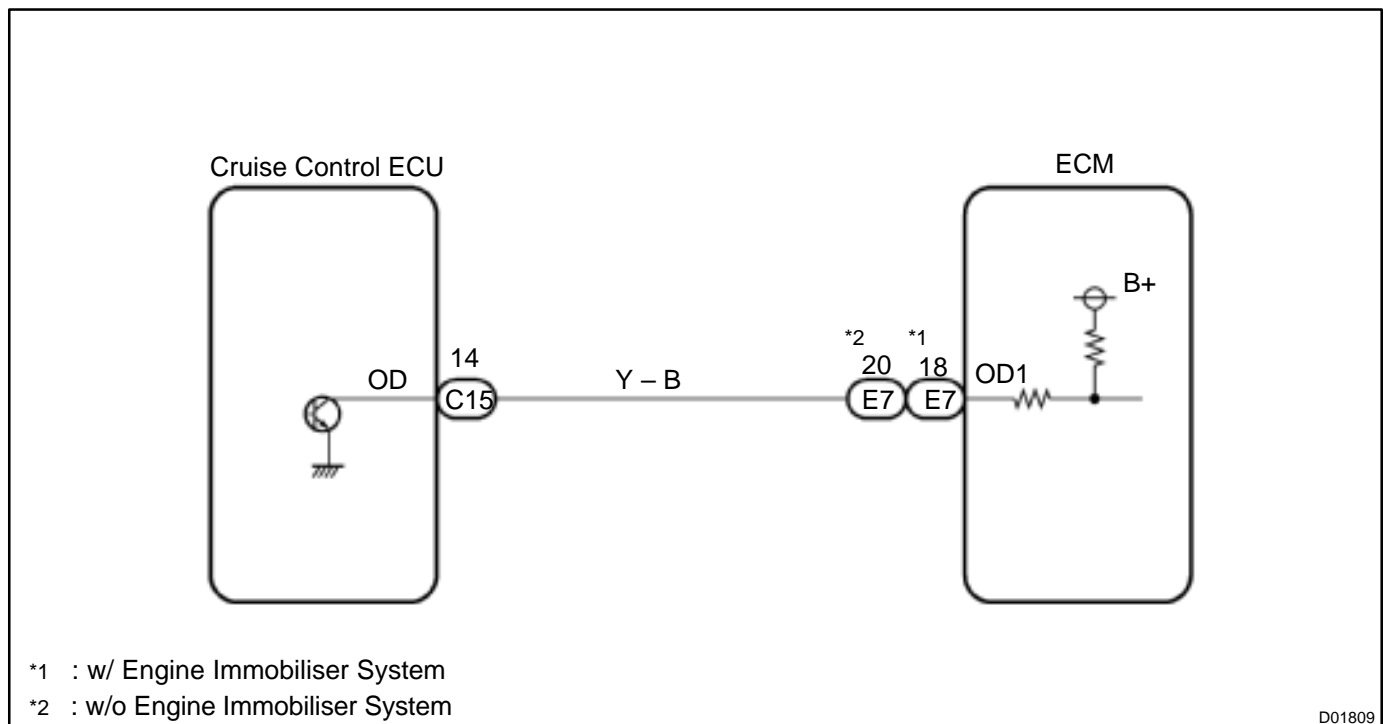 Cruise Control ECU
ECM
B+
*2 *1
14 20 18
OD Y – B OD1
C15 E7 E7
*1 : w/ Engine Immobiliser System
*2 : w/o Engine Immobiliser System
D01809